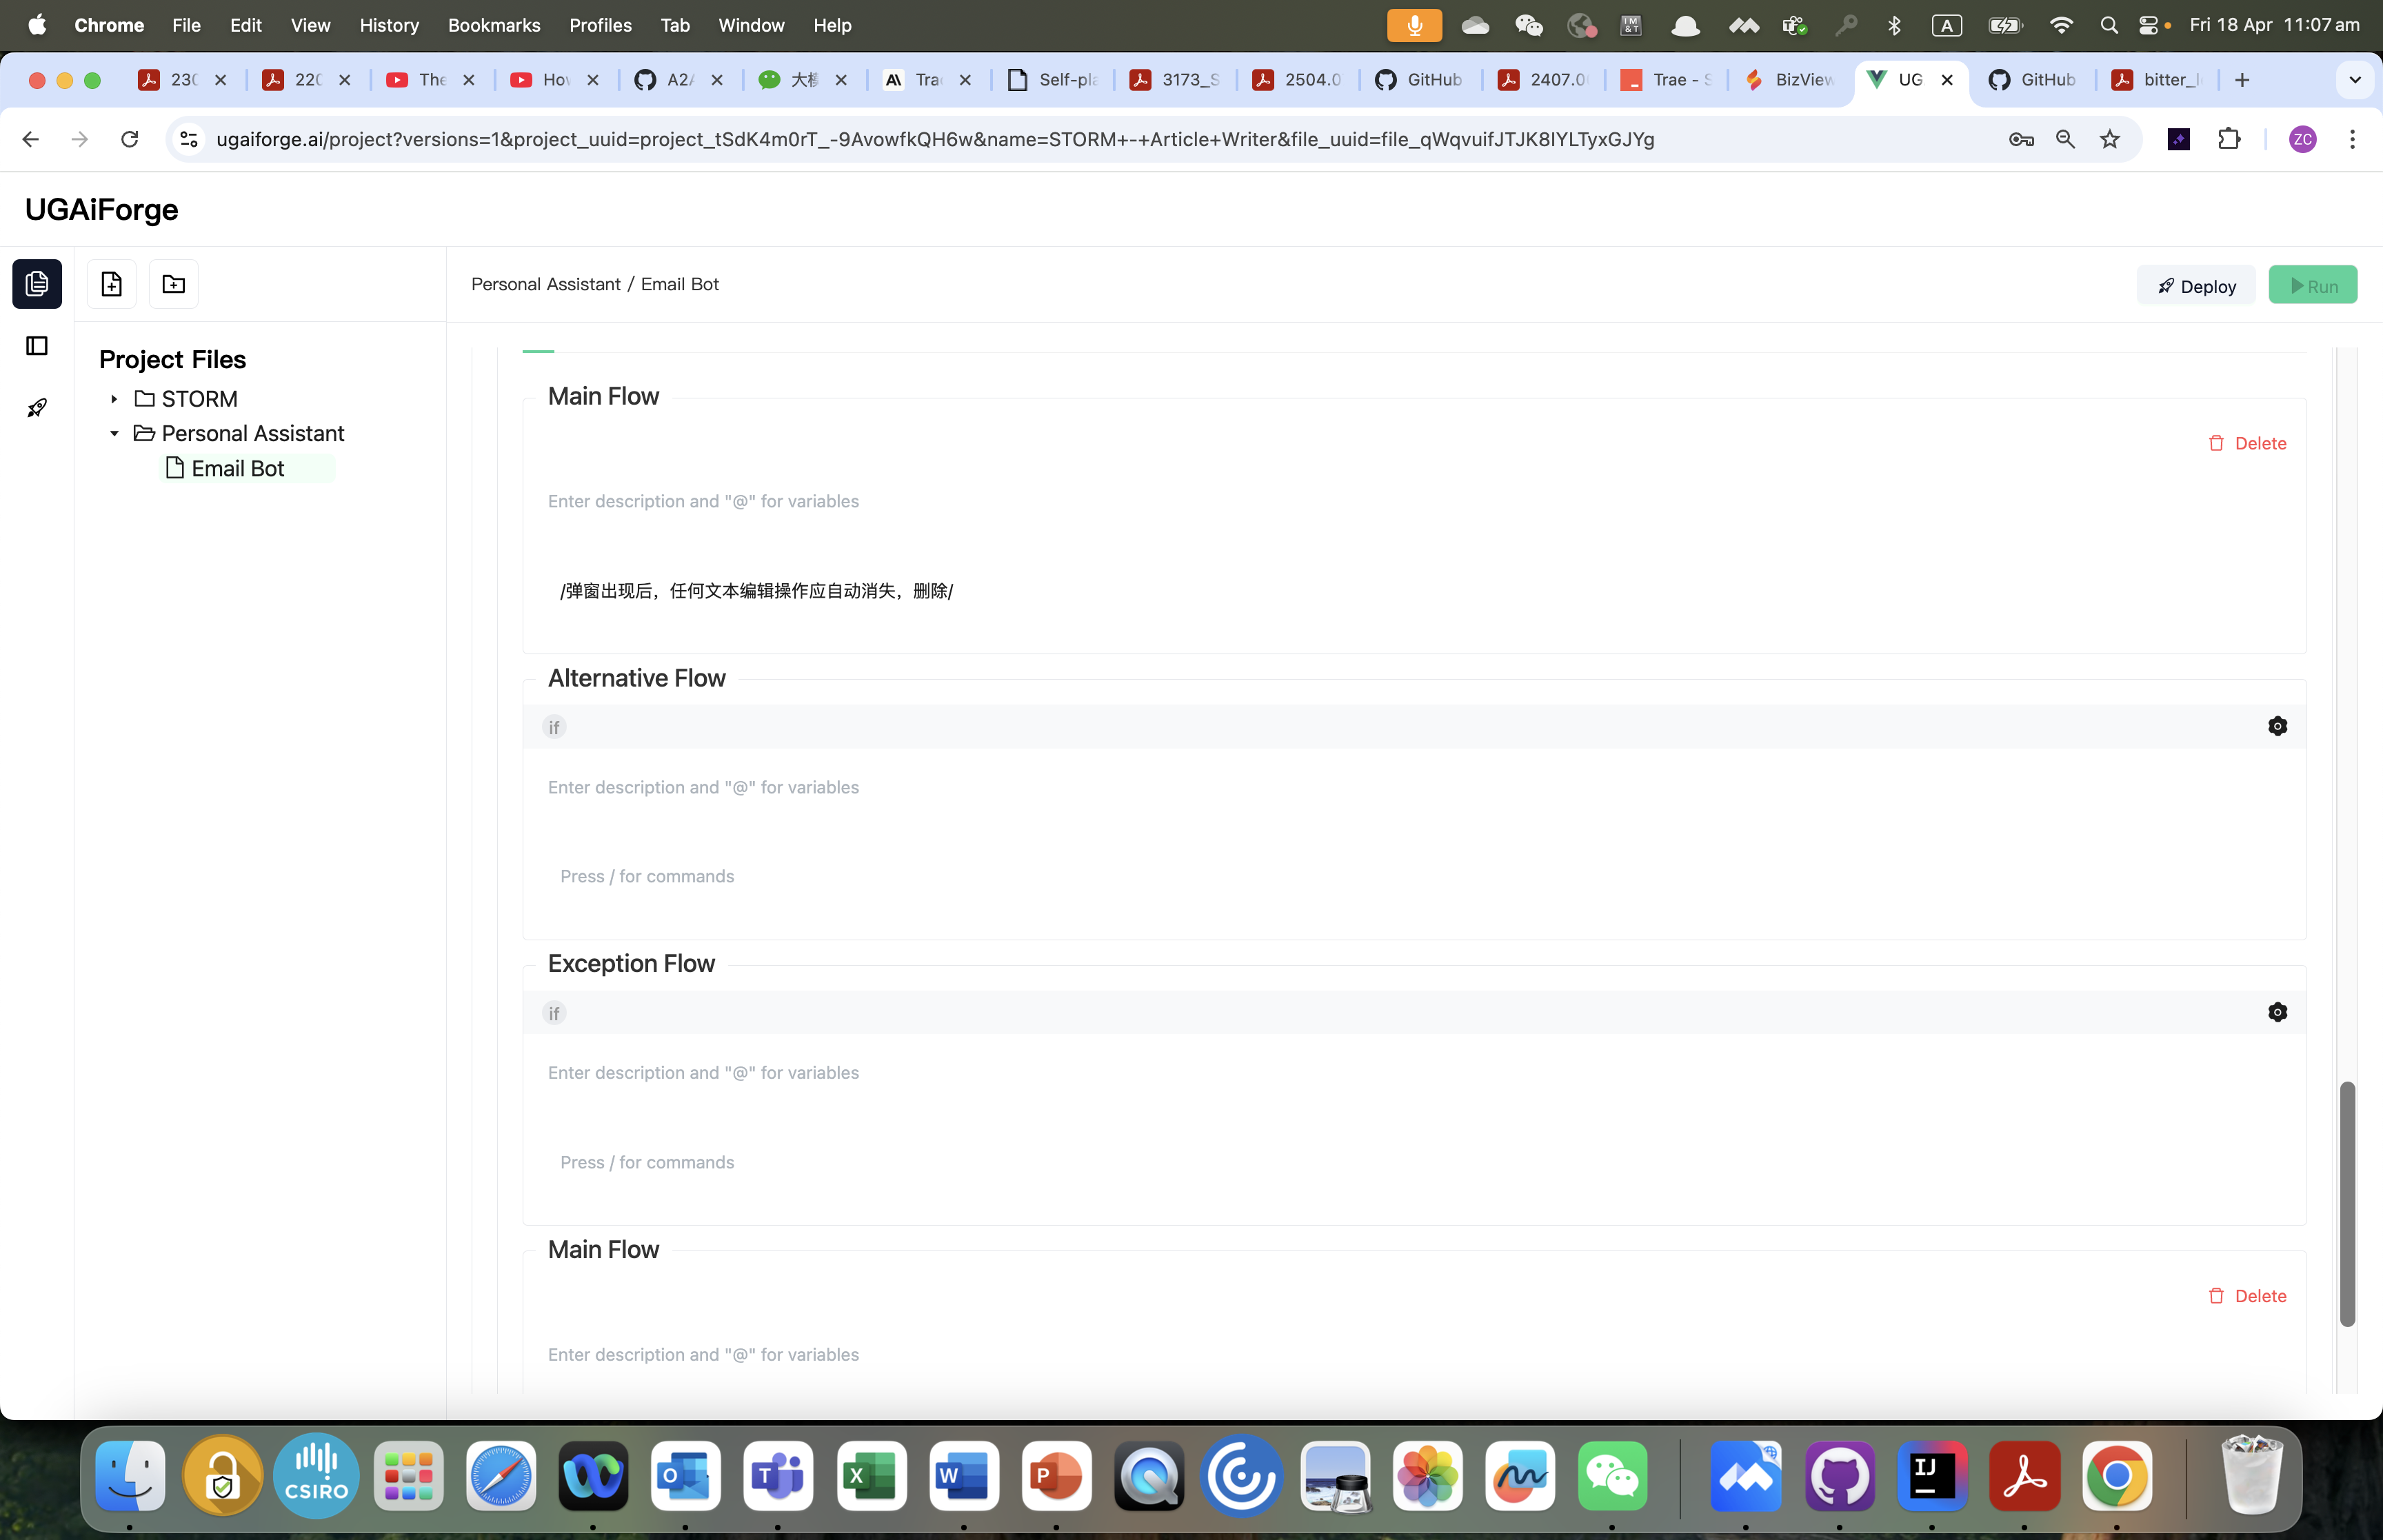 Chrome File Edit View History Bookmarks Profiles Tab Window Help
A
Fri 18 Apr 11:07 am
The
A2A
Self-pla
3173_S
2504.0
GitHub
2407.0
Trae - S
BizView
UG
GitHub
ugaiforge.ai/project?versions=1&project_uuid=project_tSdK4m0rT_-9AvowfkQH6w&name=STORM+-+Article+Writer&file_uuid=file_qWqvuifJTJK8IYLTyxGJYg
ZC
UGAiForge
Personal Assistant / Email Bot
Deploy
Run
Project Files
STORM
Personal Assistant
Email Bot
Main Flow
Delete
Enter description and "@" for variables
/弹窗出现后，任何文本编辑操作应自动消失，删除/
Alternative Flow
if
Enter description and "@" for variables
Press / for commands
Exception Flow
if
Enter description and "@" for variables
Press / for commands
Main Flow
Delete
Enter description and "@" for variables
CSIRO
IJ